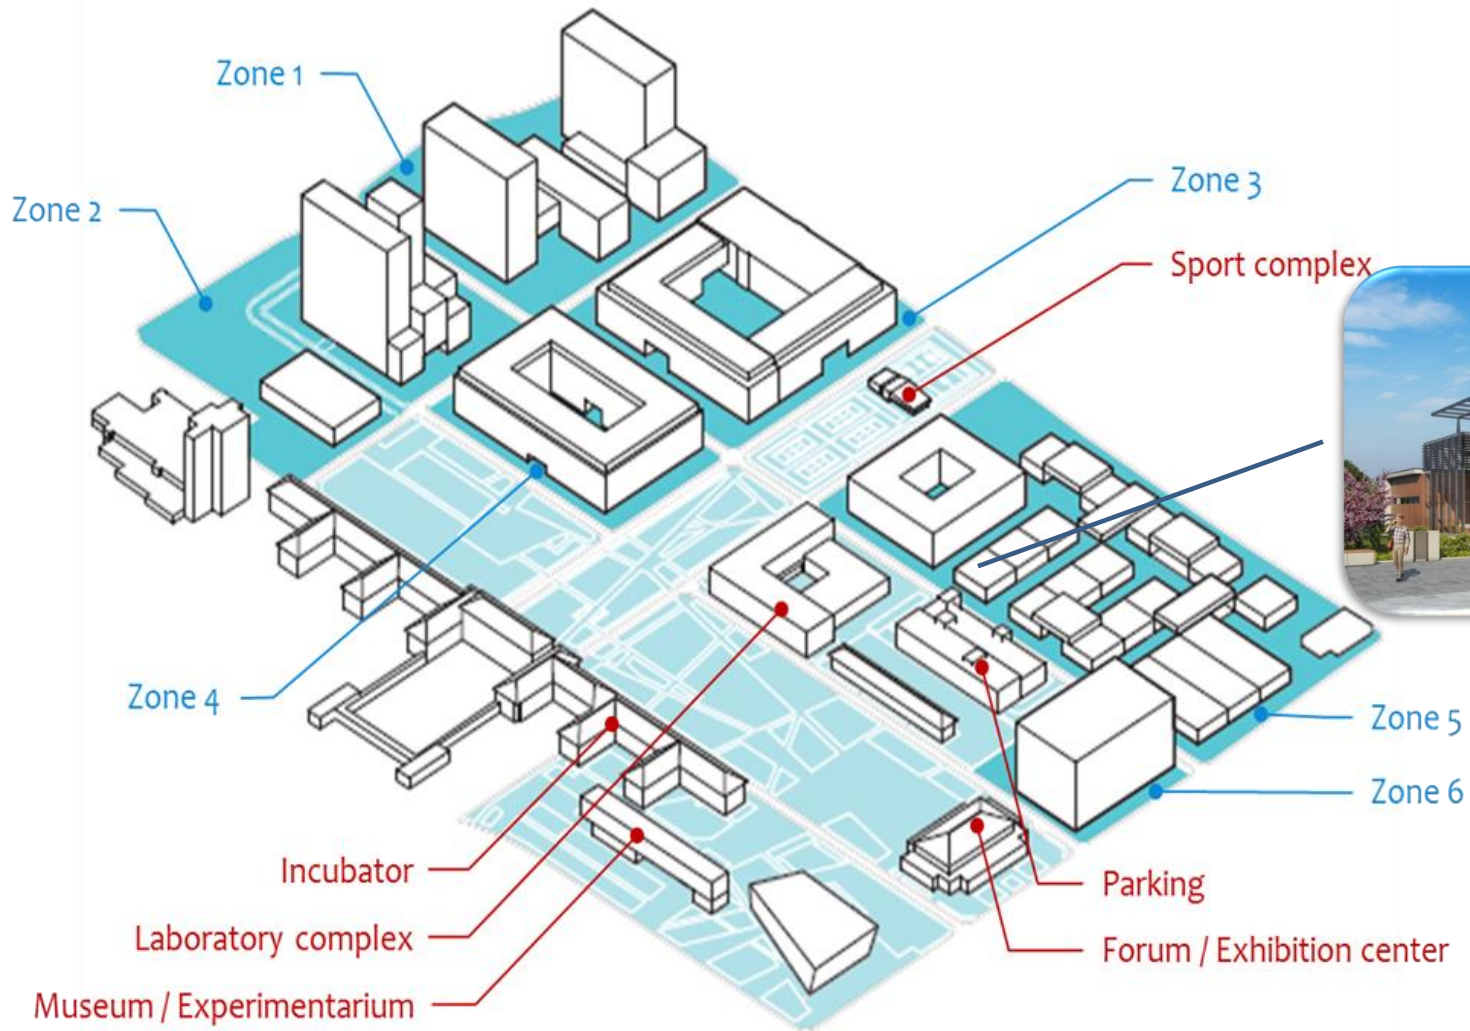 Zone 1
Zone 2
Zone 3
Sport complex
Zone 4
Zone 5
Zone 6
Incubator
Parking
Laboratory complex
Forum / Exhibition center
Museum / Experimentarium